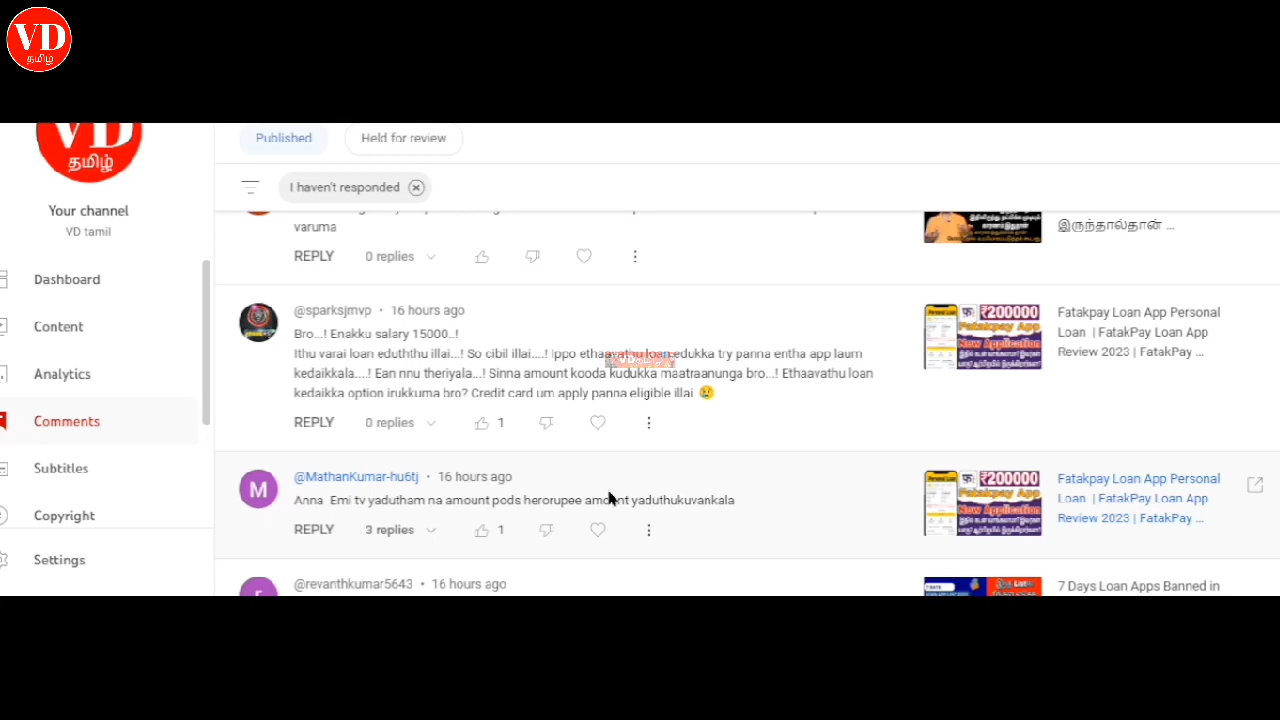 VD
தமிழ்
VD
தமிழ்
Your channel
VD tamil
Dashboard
Content
Analytics
Comments
Subtitles
Copyright
Settings
Published
Held for review
I haven't responded
varuma
REPLY 0 replies
இருந்தால்தான் ...
@sparksjmvp • 16 hours ago
Bro...! Enakku salary 15000..!
Ithu varai loan eduththu illai...! So cibil illai....! Ippo ethaavathu loan edukka try panna entha app laum
kedaikkala....! Ean nnu theriyala...! Sinna amount kooda kudukka maatraanunga bro...! Ethaavathu loan
kedaikka option irukkuma bro? Credit card um apply panna eligible illai 😢
REPLY 0 replies 1
₹200000
Fatakpay App
New Application
Fatakpay Loan App Personal
Loan | FatakPay Loan App
Review 2023 | FatakPay ...
@MathanKumar-hu6tj • 16 hours ago
Anna Emi tv yadutham na amount pods herorupee amount yaduthukuvankala
REPLY 3 replies 1
₹200000
Fatakpay App
New Application
Fatakpay Loan App Personal
Loan | FatakPay Loan App
Review 2023 | FatakPay ...
@revanthkumar5643 • 16 hours ago
7 Days Loan Apps Banned in